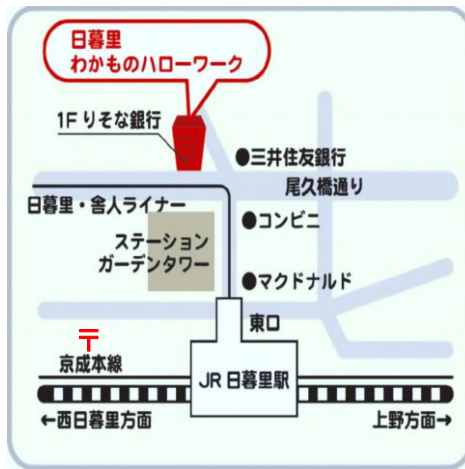 日暮里
わかものハローワーク
1F りそな銀行
●三井住友銀行
尾久橋通り
日暮里・舎人ライナー
●コンビニ
ステーション
ガーデンタワー
●マクドナルド
東口
〒
京成本線
JR 日暮里駅
←西日暮里方面
上野方面→